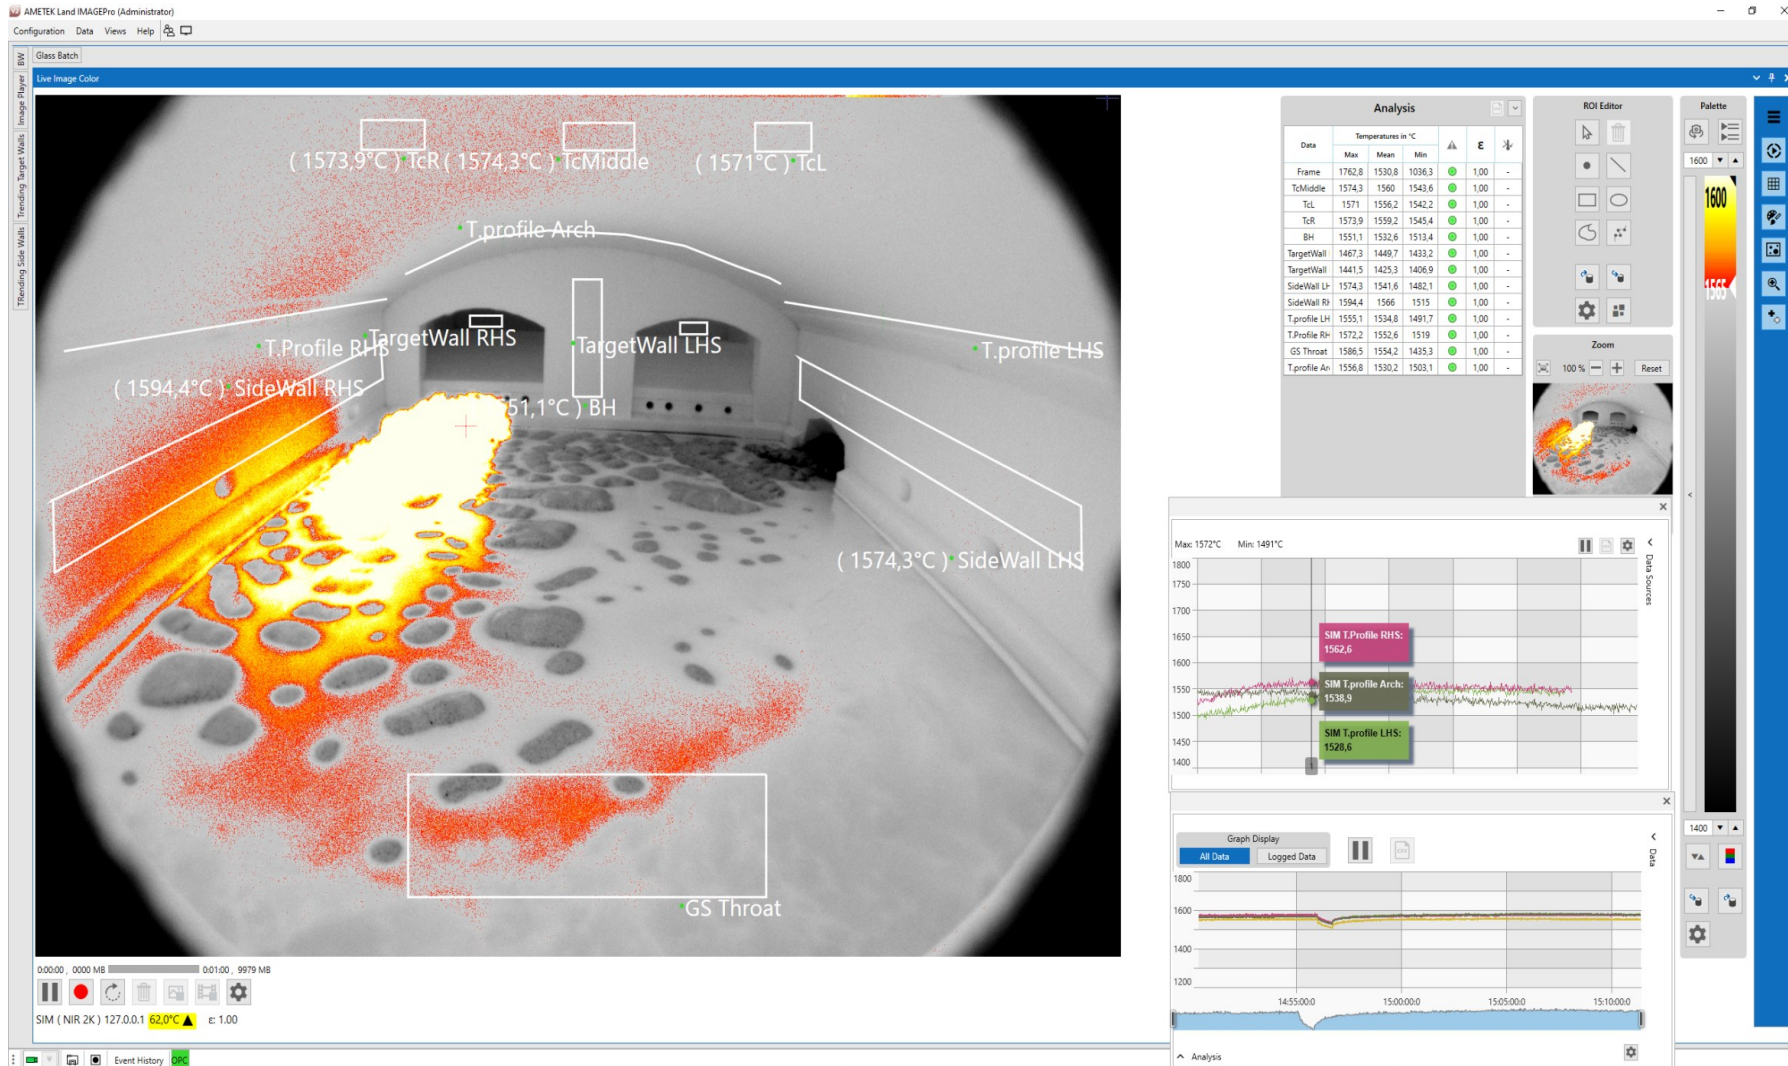 AMETEK Land IMAGEPro (Administrator)
Configuration Data Views Help
BW
Image Player
Trending Target Walls
TRending Side Walls
Glass Batch
Live Image Color
( 1573,9°C ) TcR ( 1574,3°C ) TcMiddle ( 1571°C ) TcL
T.profile Arch
TargetWall RHS
T.Profile RHS
TargetWall LHS
T.profile LHS
( 1594,4°C ) SideWall RHS
51,1°C ) BH
( 1574,3°C ) SideWall LHS
GS Throat
0:00:00 , 0000 MB 0:01:00 , 9979 MB
SIM ( NIR 2K ) 127.0.0.1 62,0°C ▲ ε: 1.00
Event History OPC
Analysis
Data Temperatures in °C ε
Max Mean Min
Frame 1762,8 1530,8 1036,3 1,00 -
TcMiddle 1574,3 1560 1543,6 1,00 -
TcL 1571 1556,2 1542,2 1,00 -
TcR 1573,9 1559,2 1545,4 1,00 -
BH 1551,1 1532,6 1513,4 1,00 -
TargetWall 1467,3 1449,7 1433,2 1,00 -
TargetWall 1441,5 1425,3 1406,9 1,00 -
SideWall LH 1574,3 1541,6 1482,1 1,00 -
SideWall RH 1594,4 1566 1515 1,00 -
T.profile LH 1555,1 1534,8 1491,7 1,00 -
T.Profile RH 1572,2 1552,6 1519 1,00 -
GS Throat 1586,5 1554,2 1435,3 1,00 -
T.profile Ar 1556,8 1530,2 1503,1 1,00 -
ROI Editor
Zoom
100 % Reset
Palette
1600
1600
1565
1400
Max: 1572°C Min: 1491°C
Data Sources
1800
1750
1700
1650
1600
1550
1500
1450
1400
SIM T.Profile RHS:
1562,6
SIM T.profile Arch:
1538,9
SIM T.profile LHS:
1528,6
Graph Display
All Data Logged Data
Data
1800
1600
1400
1200
14:55:00:0 15:00:00:0 15:05:00:0 15:10:00:0
Analysis